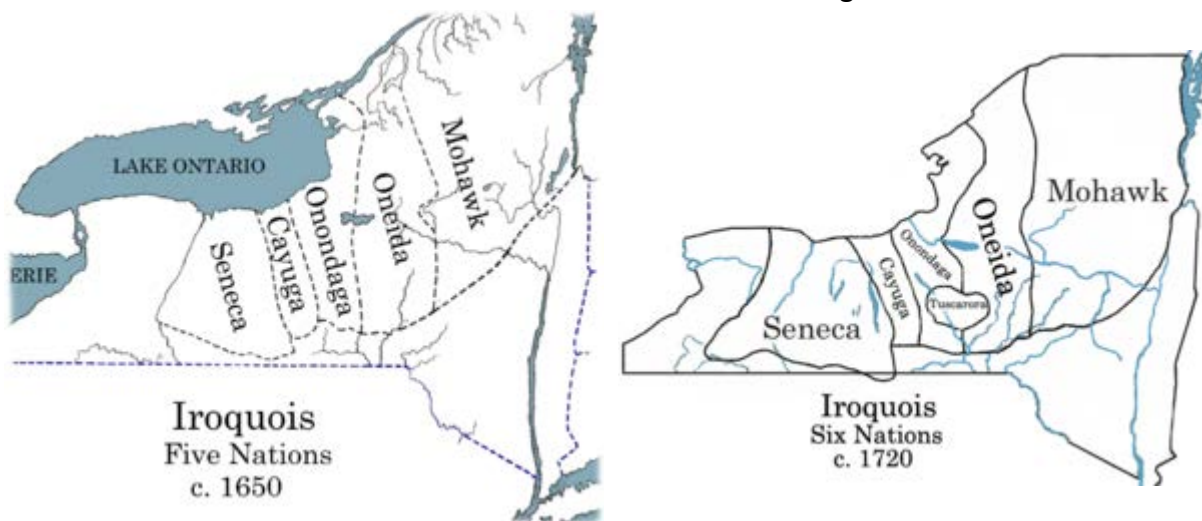 LAKE ONTARIO
ERIE
Seneca
Cayuga
Onondaga
Oneida
Mohawk
Iroquois
Five Nations
c. 1650
Seneca
Cayuga
Onondaga
Tuscarora
Oneida
Mohawk
Iroquois
Six Nations
c. 1720